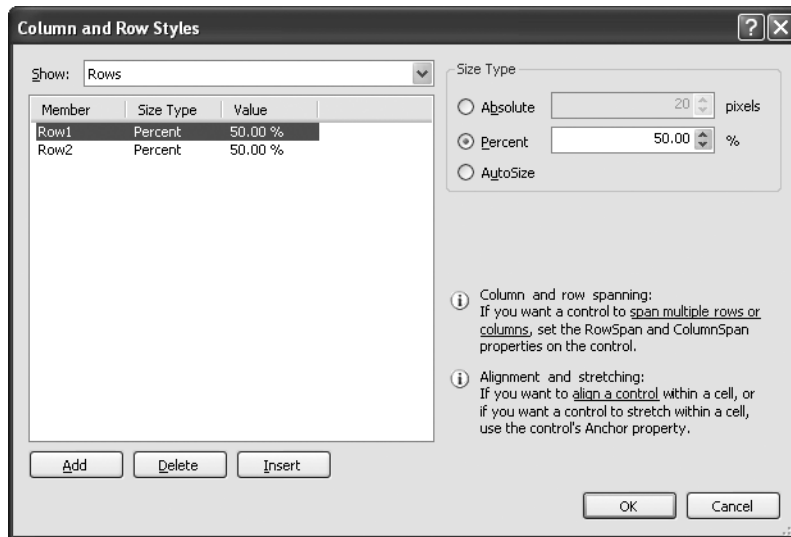 Column and Row Styles
Show: Rows
Member Size Type Value
Row1 Percent 50.00 %
Row2 Percent 50.00 %
Add Delete Insert
Size Type
Absolute 20 pixels
Percent 50.00 %
AutoSize
Column and row spanning:
If you want a control to span multiple rows or
columns, set the RowSpan and ColumnSpan
properties on the control.
Alignment and stretching:
If you want to align a control within a cell, or
if you want a control to stretch within a cell,
use the control's Anchor property.
OK Cancel